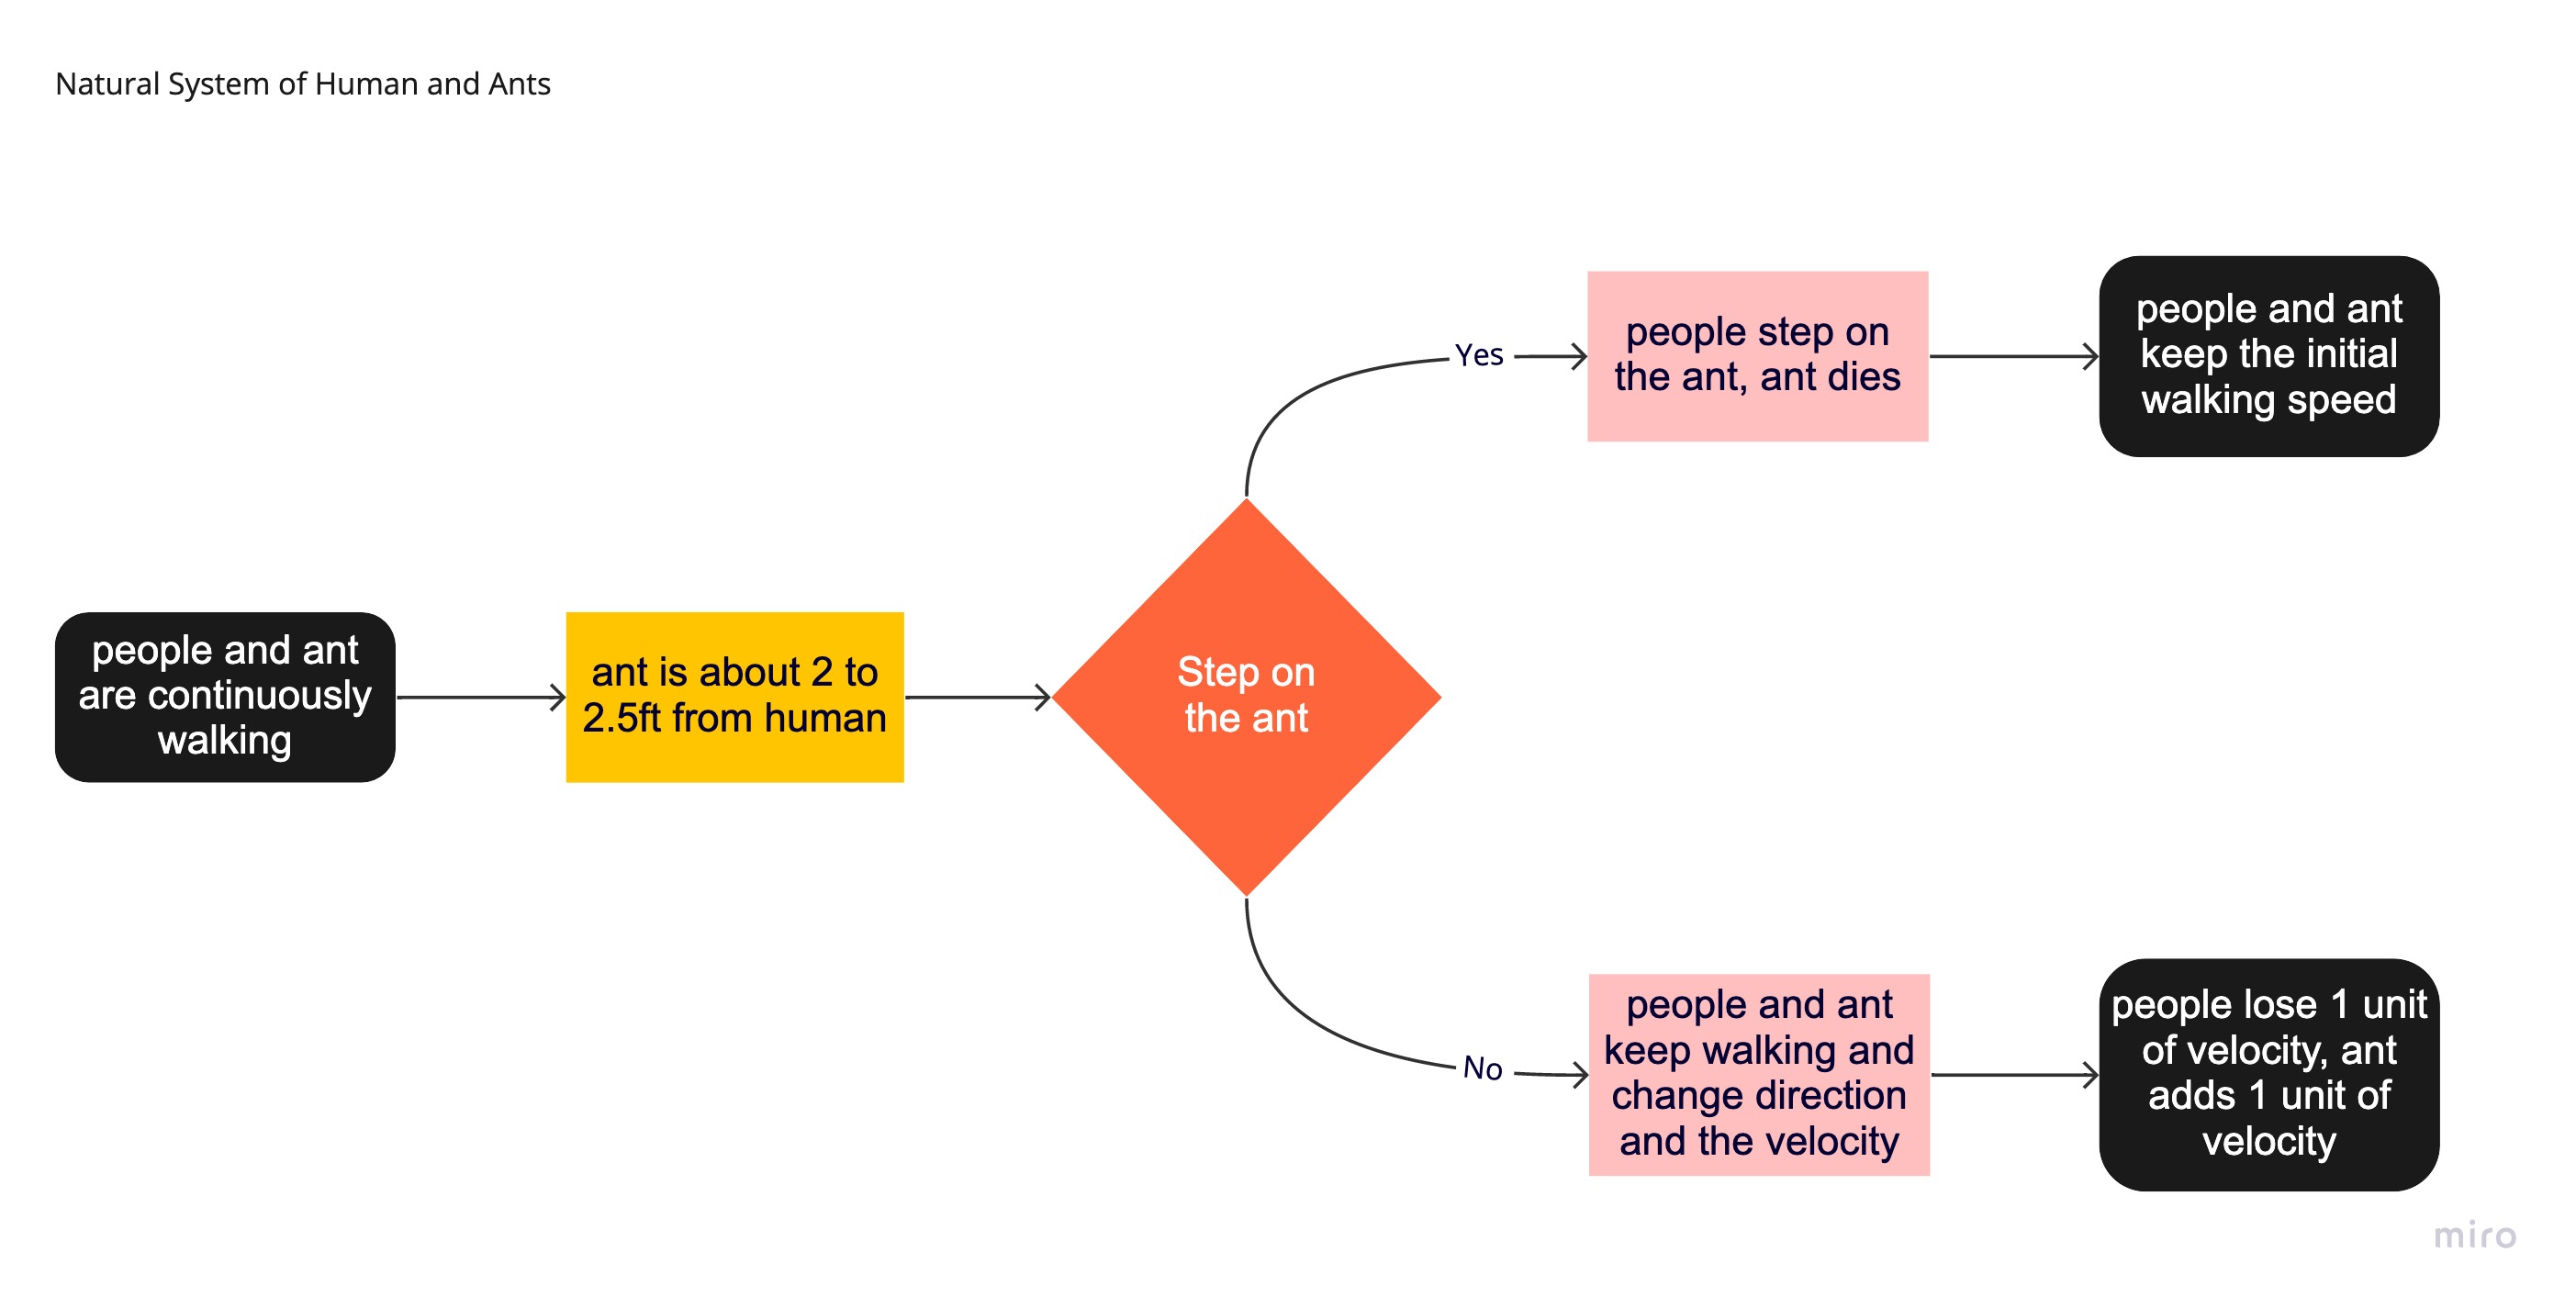 Natural System of Human and Ants
people and ant
are continuously
walking
ant is about 2 to
2.5ft from human
Step on
the ant
Yes
people step on
the ant, ant dies
people and ant
keep the initial
walking speed
No
people and ant
keep walking and
change direction
and the velocity
people lose 1 unit
of velocity, ant
adds 1 unit of
velocity
miro